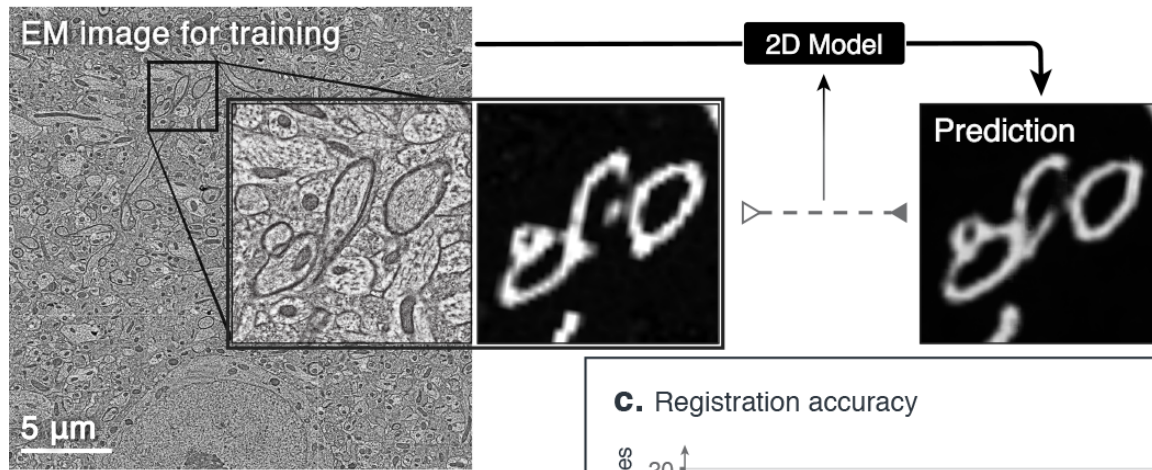 EM image for training
2D Model
Prediction
5 μm
c. Registration accuracy
20